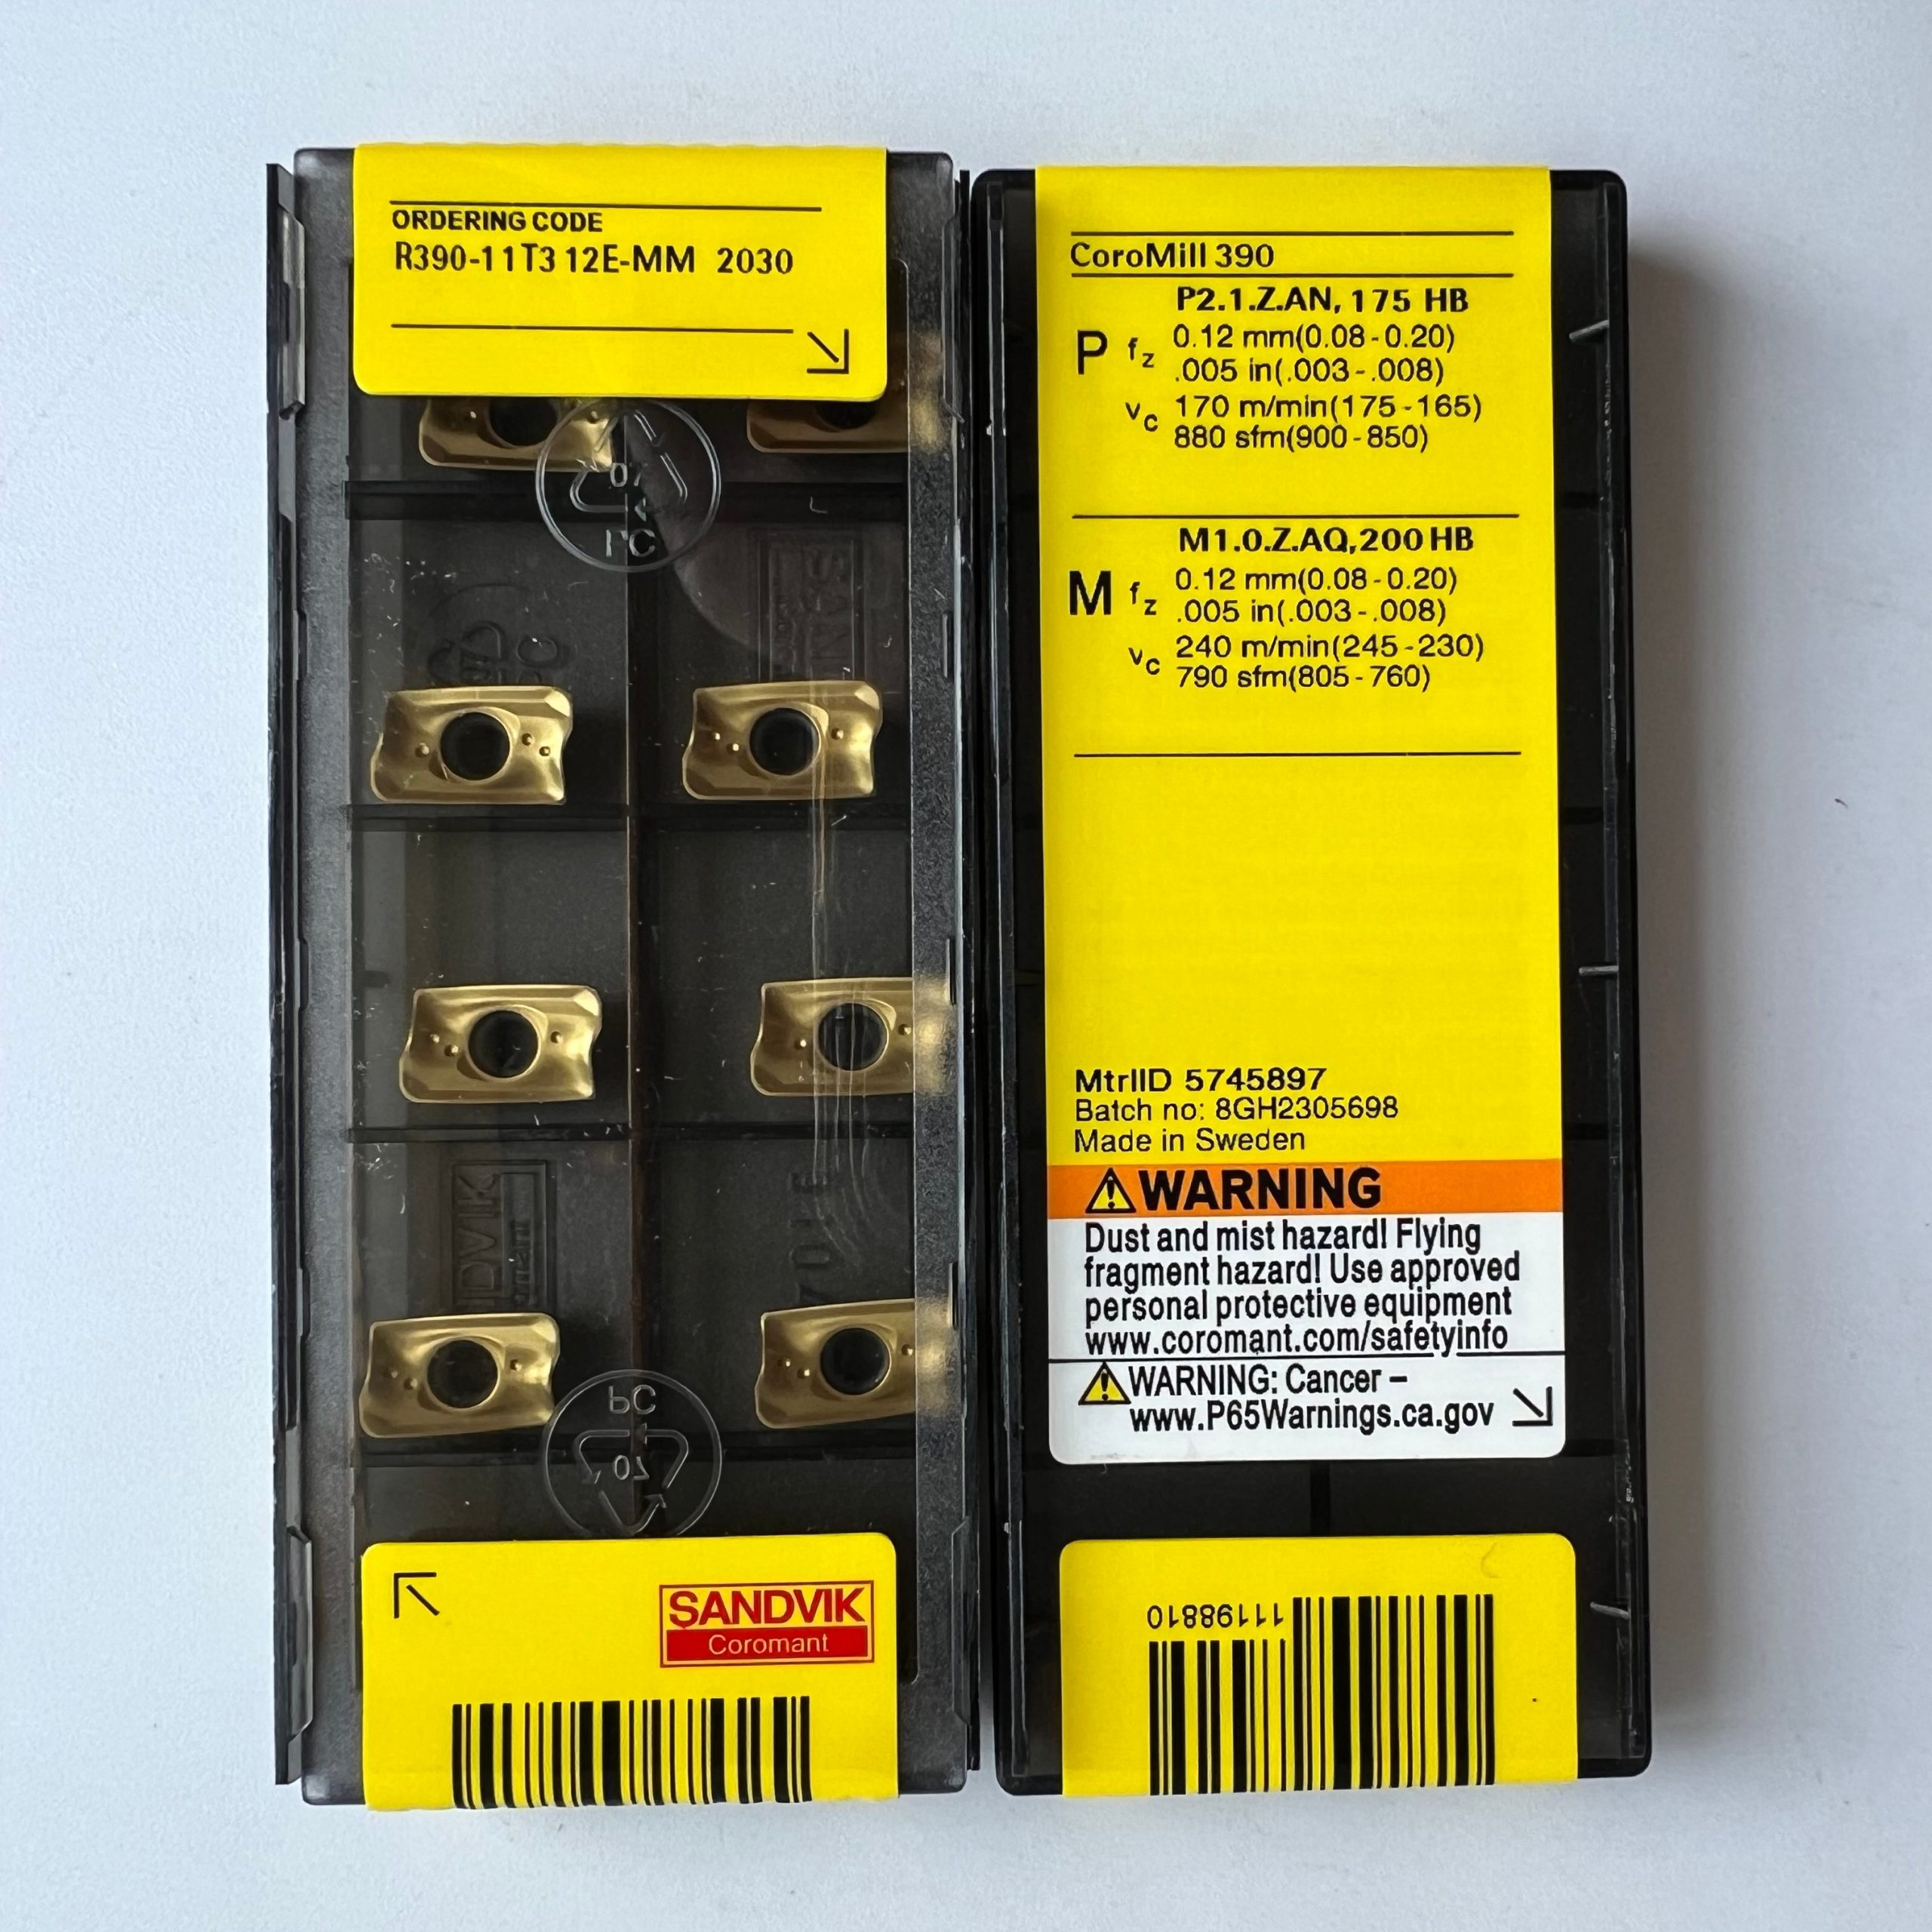 ORDERING CODE
R390-11T3 12E-MM 2030
07
PC
PC
07
SANDVIK
Coromant
CoroMill 390
P2.1.Z.AN, 175 HB
P fz 0.12 mm(0.08-0.20)
.005 in(.003-.008)
vc 170 m/min(175-165)
880 sfm(900-850)
M1.0.Z.AQ,200 HB
M fz 0.12 mm(0.08-0.20)
.005 in(.003-.008)
vc 240 m/min(245-230)
790 sfm(805-760)
MtrlID 5745897
Batch no: 8GH2305698
Made in Sweden
WARNING
Dust and mist hazard! Flying
fragment hazard! Use approved
personal protective equipment
www.coromant.com/safetyinfo
WARNING: Cancer –
www.P65Warnings.ca.gov
11198810